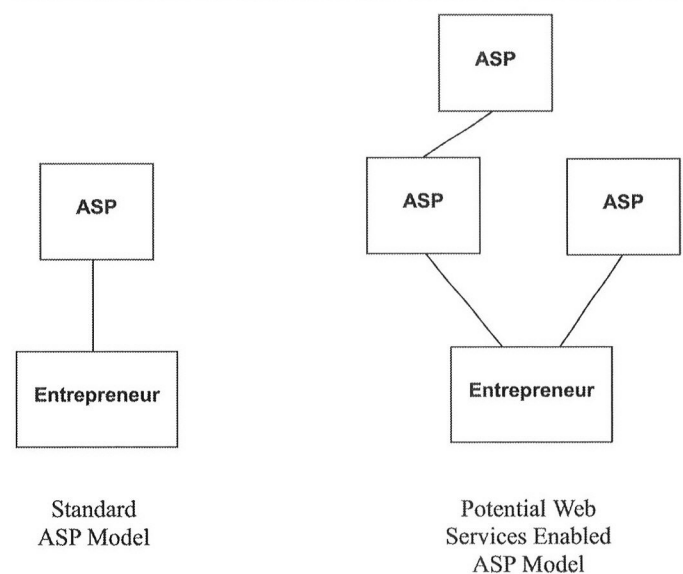 ASP
ASP
ASP
ASP
Entrepreneur
Entrepreneur
Standard
ASP Model
Potential Web
Services Enabled
ASP Model